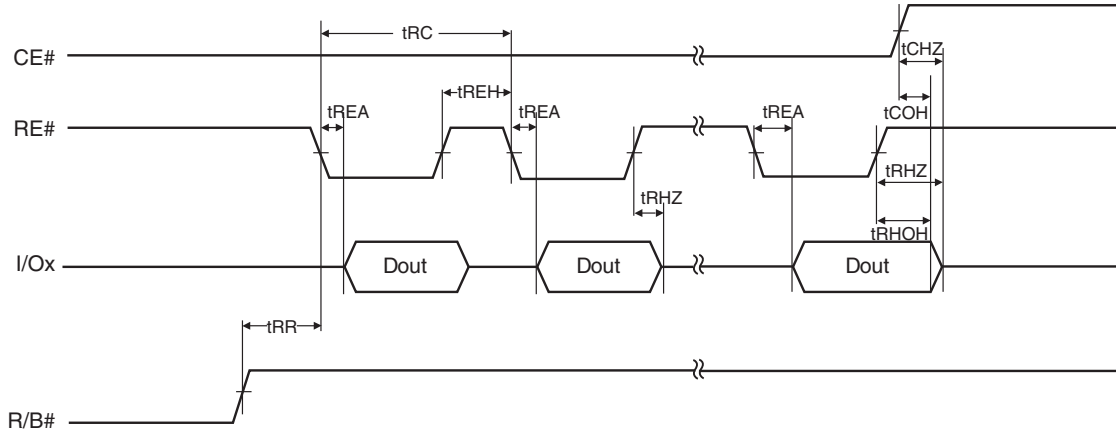 tRC
tCHZ
CE#
tREH
tREA
tREA
tREA
tCOH
RE#
tRHZ
tRHZ
tRHOH
I/Ox
Dout
Dout
Dout
tRR
R/B#